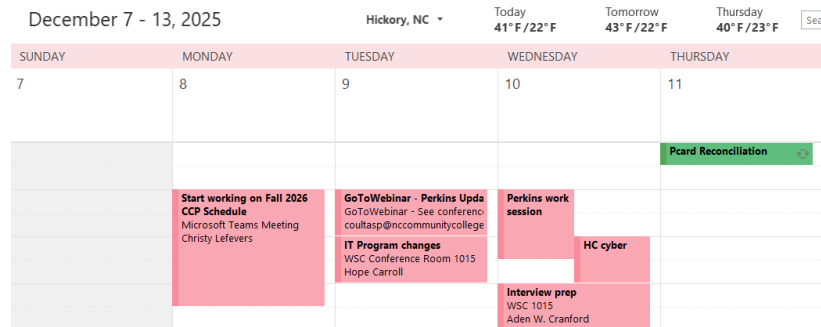 December 7 - 13, 2025
Hickory, NC
Today
41°F/22°F
Tomorrow
43°F/22°F
Thursday
40°F/23°F
SUNDAY
MONDAY
TUESDAY
WEDNESDAY
THURSDAY
7
8
9
10
11
Pcard Reconciliation
Start working on Fall 2026
CCP Schedule
Microsoft Teams Meeting
Christy Lefevers
GoToWebinar - Perkins Upda
GoToWebinar - See conferenc
coultasp@nccommunitycollege
IT Program changes
WSC Conference Room 1015
Hope Carroll
Perkins work
session
HC cyber
Interview prep
WSC 1015
Aden W. Cranford